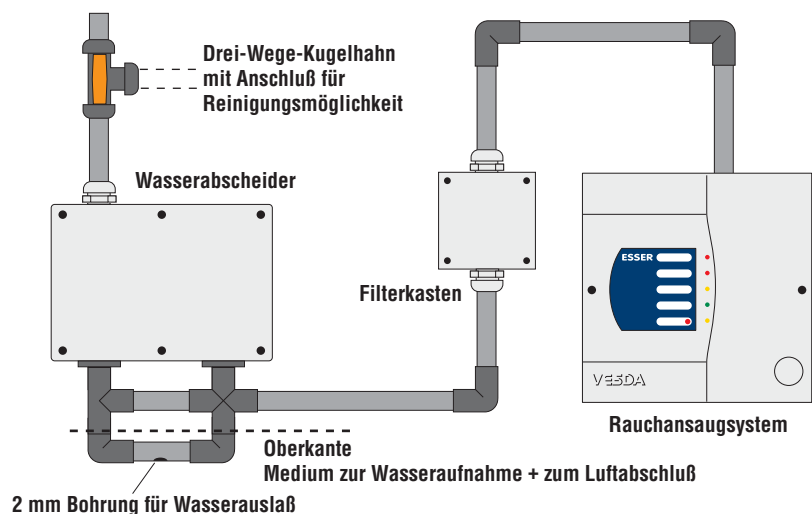 Drei-Wege-Kugelhahn
mit Anschluß für
Reinigungsmöglichkeit
Wasserabscheider
Filterkasten
ESSER
VESDA
Rauchansaugsystem
Oberkante
Medium zur Wasseraufnahme + zum Luftabschluß
2 mm Bohrung für Wasserauslaß